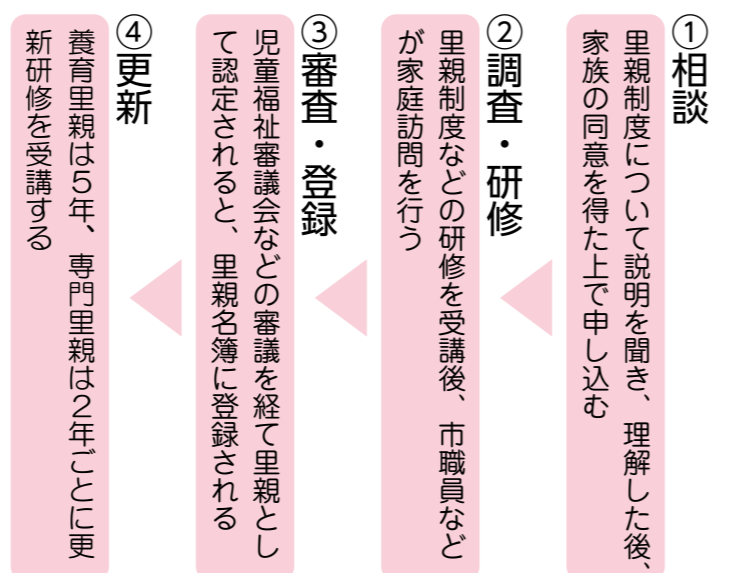 ①相談
里親制度について説明を聞き、理解した後、
家族の同意を得た上で申し込む
②調査・研修
里親制度などの研修を受講後、市職員など
が家庭訪問を行う
③審査・登録
児童福祉審議会などの審議を経て里親とし
て認定されると、里親名簿に登録される
④更新
養育里親は5年、専門里親は2年ごとに更
新研修を受講する